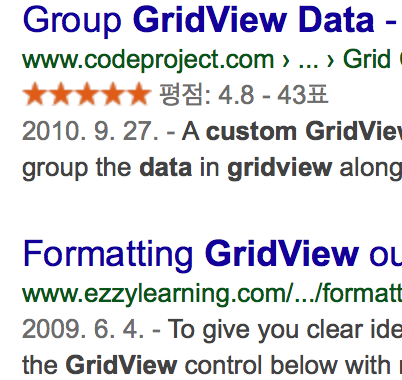 Group GridView Data -
www.codeproject.com › ... › Grid
평점: 4.8 - 43표
2010. 9. 27. - A custom GridView
group the data in gridview along
Formatting GridView ou
www.ezzylearning.com/.../formatt
2009. 6. 4. - To give you clear ide
the GridView control below with